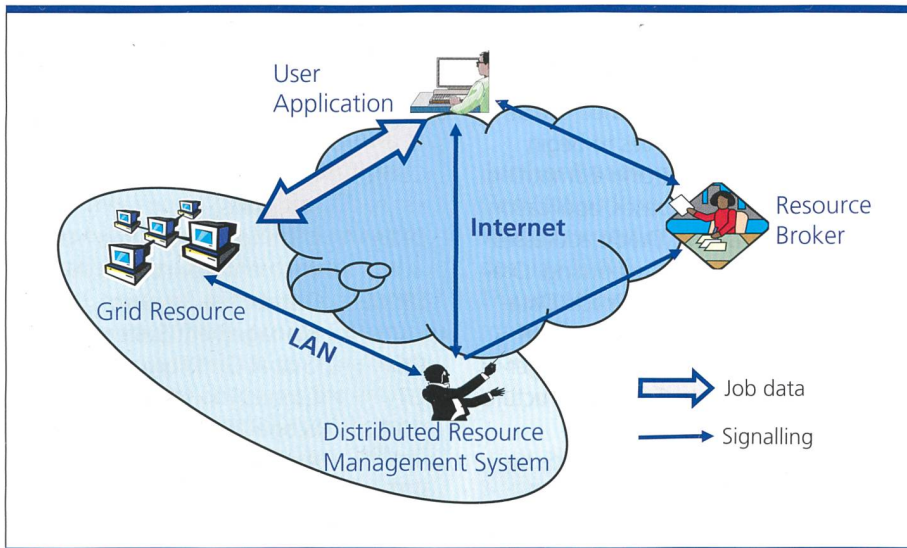 User
Application
Internet
Resource
Broker
Grid Resource
LAN
Distributed Resource
Management System
Job data
Signalling